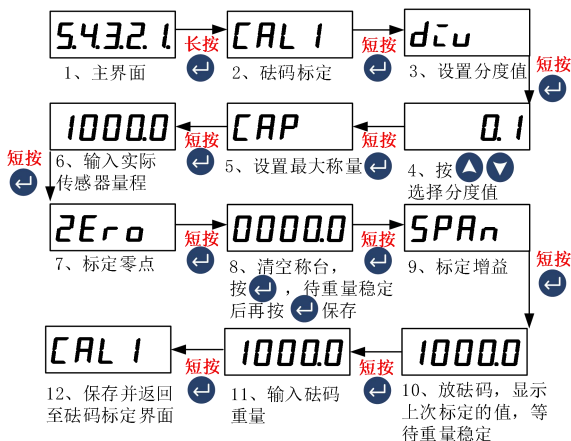 5.4.3.2.1.
长按
CAL 1
短按
div
1、主界面
2、砝码标定
3、设置分度值
短按
1000.0
短按
CAP
短按
0.1
短按
6、输入实际
传感器量程
5、设置最大称量
4、按
选择分度值
2Ero
短按
0000.0
短按
SPAn
7、标定零点
8、清空称台，
按 ，待重量稳定
后再按 保存
9、标定增益
短按
CAL 1
短按
1000.0
短按
1000.0
12、保存并返回
至砝码标定界面
11、输入砝码
重量
10、放砝码，显示
上次标定的值，等
待重量稳定